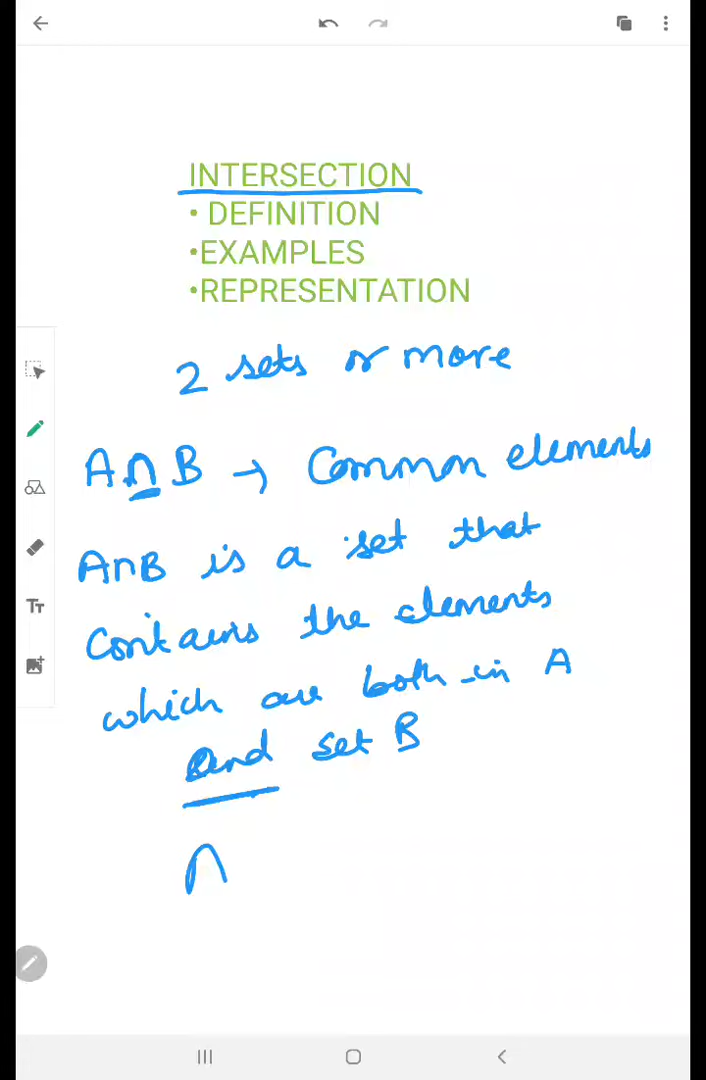 INTERSECTION
• DEFINITION
•EXAMPLES
•REPRESENTATION
2 sets or more
A∩B → Common elements
A∩B is a set that
contains the elements
which are both in A
and set B
∩
Tт